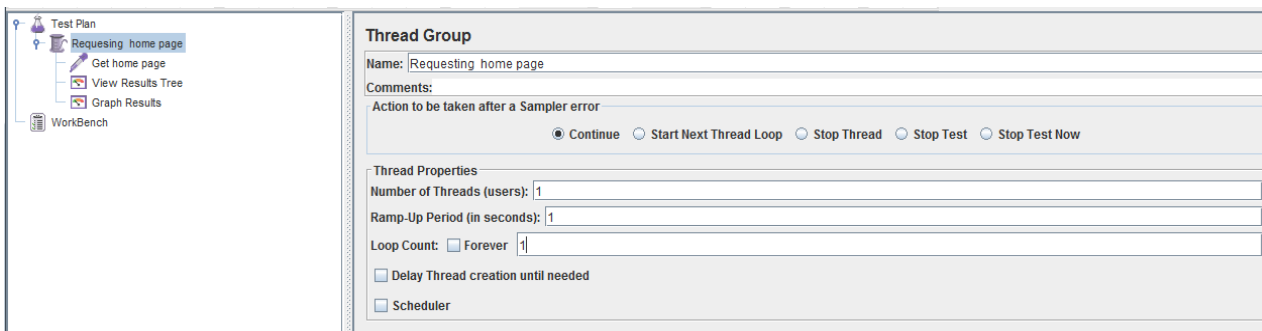 Test Plan
Requesing home page
Get home page
View Results Tree
Graph Results
WorkBench
Thread Group
Name: Requesting home page
Comments:
Action to be taken after a Sampler error
Continue Start Next Thread Loop Stop Thread Stop Test Stop Test Now
Thread Properties
Number of Threads (users): 1
Ramp-Up Period (in seconds): 1
Loop Count: Forever 1
Delay Thread creation until needed
Scheduler